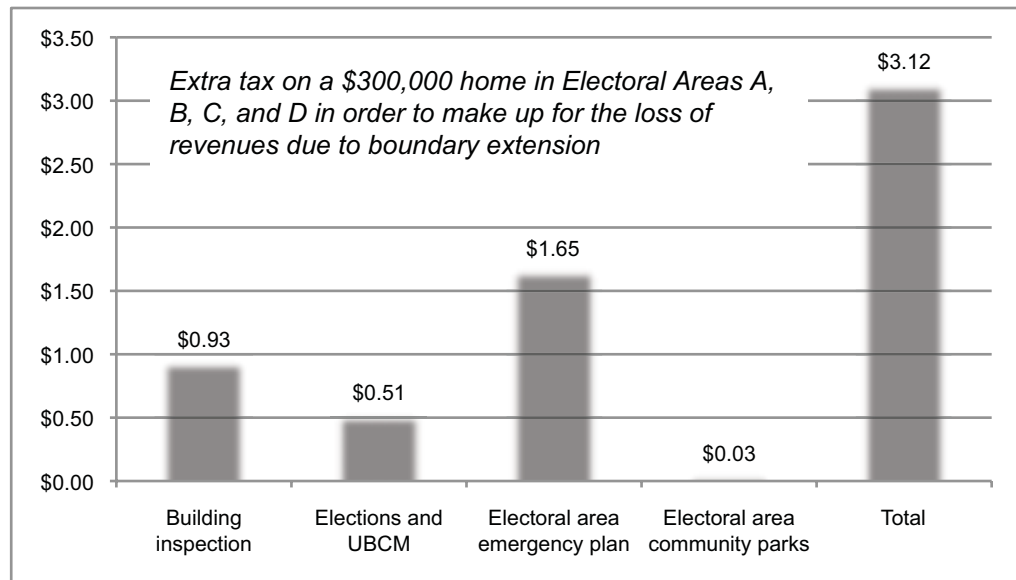 $3.50
$3.00
$2.50
$2.00
$1.50
$1.00
$0.50
$0.00
Extra tax on a $300,000 home in Electoral Areas A,
B, C, and D in order to make up for the loss of
revenues due to boundary extension
$0.93
$0.51
$1.65
$0.03
$3.12
Building
inspection
Elections and
UBCM
Electoral area
emergency plan
Electoral area
community parks
Total